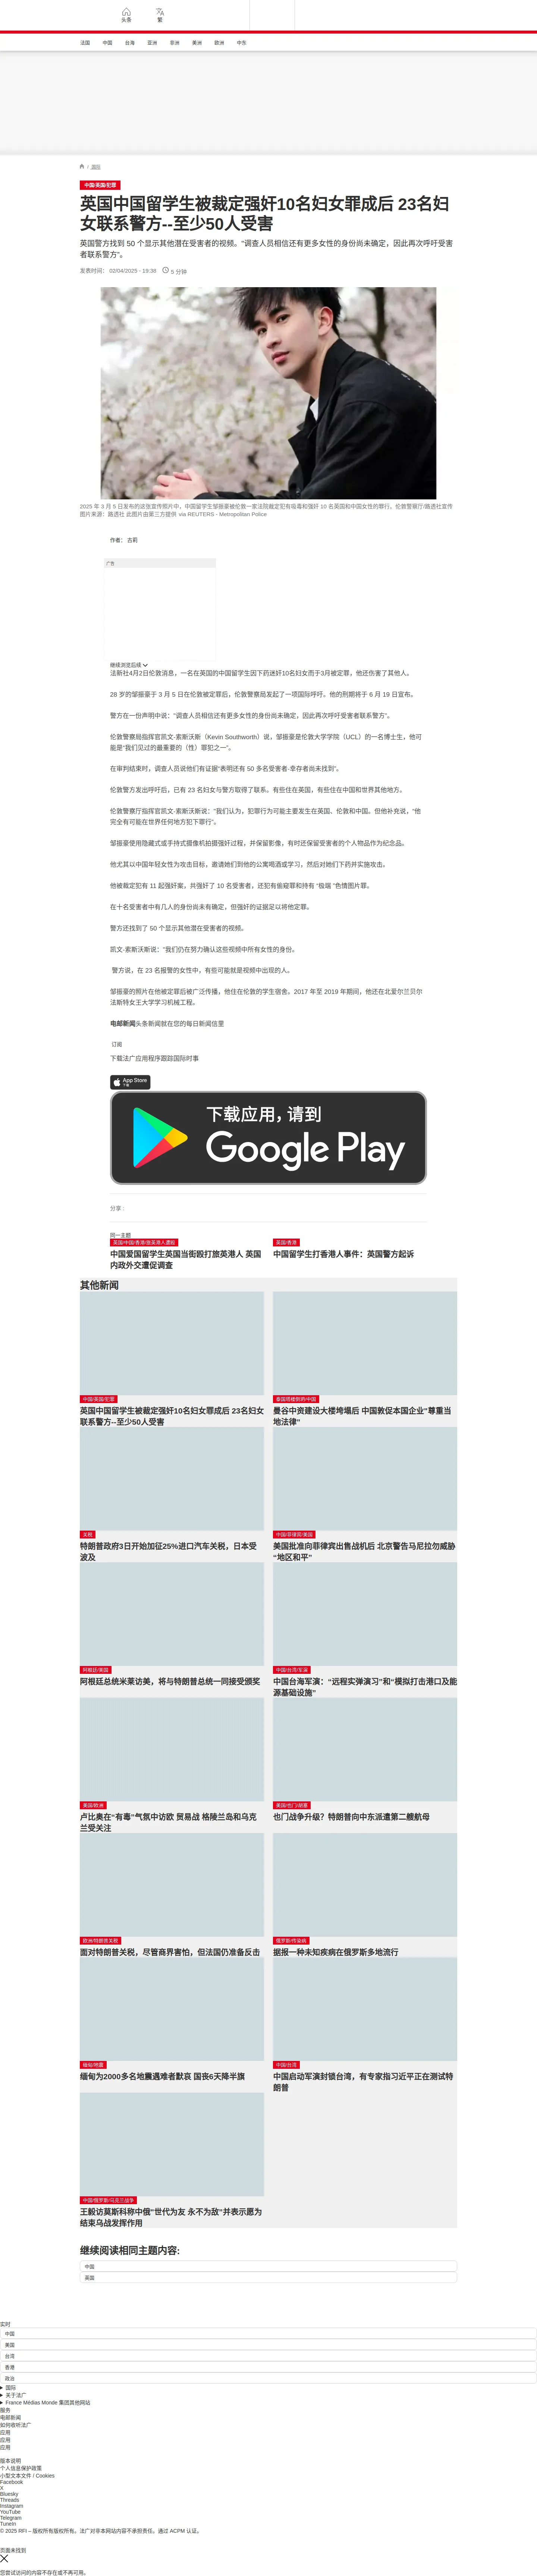 头条
繁
法国
中国
台海
亚洲
非洲
美洲
欧洲
中东
/ 国际
中国/英国/犯罪
英国中国留学生被裁定强奸10名妇女罪成后 23名妇
女联系警方--至少50人受害
英国警方找到 50 个显示其他潜在受害者的视频。"调查人员相信还有更多女性的身份尚未确定，因此再次呼吁受害
者联系警方"。
发表时间： 02/04/2025 - 19:38
5 分钟
2025 年 3 月 5 日发布的这张宣传照片中，中国留学生邹振豪被伦敦一家法院裁定犯有吸毒和强奸 10 名英国和中国女性的罪行。伦敦警察厅/路透社宣传
图片来源：路透社 此图片由第三方提供 via REUTERS - Metropolitian Police
作者： 古莉
广告
继续浏览后续
法新社4月2日伦敦消息，一名在英国的中国留学生因下药迷奸10名妇女而于3月被定罪，他还伤害了其他人。
28 岁的邹振豪于 3 月 5 日在伦敦被定罪后，伦敦警察局发起了一项国际呼吁。他的刑期将于 6 月 19 日宣布。
警方在一份声明中说："调查人员相信还有更多女性的身份尚未确定，因此再次呼吁受害者联系警方"。
伦敦警察局指挥官凯文-索斯沃斯（Kevin Southworth）说，邹振豪是伦敦大学学院（UCL）的一名博士生，他可
能是“我们见过的最重要的（性）罪犯之一”。
在审判结束时，调查人员说他们有证据"表明还有 50 多名受害者-幸存者尚未找到"。
伦敦警方发出呼吁后，已有 23 名妇女与警方取得了联系。有些住在英国，有些住在中国和世界其他地方。
伦敦警察厅指挥官凯文-索斯沃斯说："我们认为，犯罪行为可能主要发生在英国、伦敦和中国。但他补充说，"他
完全有可能在世界任何地方犯下罪行"。
邹振豪使用隐藏式或手持式摄像机拍摄强奸过程，并保留影像，有时还保留受害者的个人物品作为纪念品。
他尤其以中国年轻女性为攻击目标，邀请她们到他的公寓喝酒或学习，然后对她们下药并实施攻击。
他被裁定犯有 11 起强奸案，共强奸了 10 名受害者，还犯有偷窥罪和持有 "极端 "色情图片罪。
在十名受害者中有几人的身份尚未有确定，但强奸的证据足以将他定罪。
警方还找到了 50 个显示其他潜在受害者的视频。
凯文-索斯沃斯说："我们仍在努力确认这些视频中所有女性的身份。
警方说，在 23 名报警的女性中，有些可能就是视频中出现的人。
邹振豪的照片在他被定罪后被广泛传播，他住在伦敦的学生宿舍。2017 年至 2019 年期间，他还在北爱尔兰贝尔
法斯特女王大学学习机械工程。
电邮新闻头条新闻就在您的每日新闻信里
订阅
下载法广应用程序跟踪国际时事
App Store
下载
下载应用，请到
Google Play
分享 :
同一主题
英国/中国/香港/旅英港人遭殴
中国爱国留学生英国当街殴打旅英港人 英国
内政外交遭促调查
英国/香港
中国留学生打香港人事件：英国警方起诉
其他新闻
中国/英国/犯罪
英国中国留学生被裁定强奸10名妇女罪成后 23名妇女
联系警方--至少50人受害
泰国塌楼倒坍/中国
曼谷中资建设大楼垮塌后 中国敦促本国企业"尊重当
地法律"
关税
特朗普政府3日开始加征25%进口汽车关税，日本受
波及
中国/菲律宾/美国
美国批准向菲律宾出售战机后 北京警告马尼拉勿威胁
“地区和平”
阿根廷/美国
阿根廷总统米莱访美，将与特朗普总统一同接受颁奖
中国/台湾/军演
中国台海军演：“远程实弹演习”和“模拟打击港口及能
源基础设施”
美国/欧洲
卢比奥在“有毒”气氛中访欧 贸易战 格陵兰岛和乌克
兰受关注
美国/也门/胡塞
也门战争升级？特朗普向中东派遣第二艘航母
欧洲/特朗普关税
面对特朗普关税，尽管商界害怕，但法国仍准备反击
俄罗斯/传染病
据报一种未知疾病在俄罗斯多地流行
缅甸/地震
缅甸为2000多名地震遇难者默哀 国丧6天降半旗
中国/台湾
中国启动军演封锁台湾，有专家指习近平正在测试特
朗普
中国/俄罗斯/乌克兰战争
王毅访莫斯科称中俄"世代为友 永不为敌"并表示愿为
结束乌战发挥作用
继续阅读相同主题内容:
中国
英国
实时
中国
美国
台湾
香港
政治
国际
关于法广
France Médias Monde 集团其他网站
服务
电邮新闻
如何收听法广
应用
应用
应用
版本说明
个人信息保护政策
小型文本文件 / Cookies
Facebook
X
Bluesky
Threads
Instagram
YouTube
Telegram
TuneIn
© 2025 RFI – 版权所有版权所有。法广对非本网站内容不承担责任。通过 ACPM 认证。
页面未找到
您尝试访问的内容不存在或不再可用。